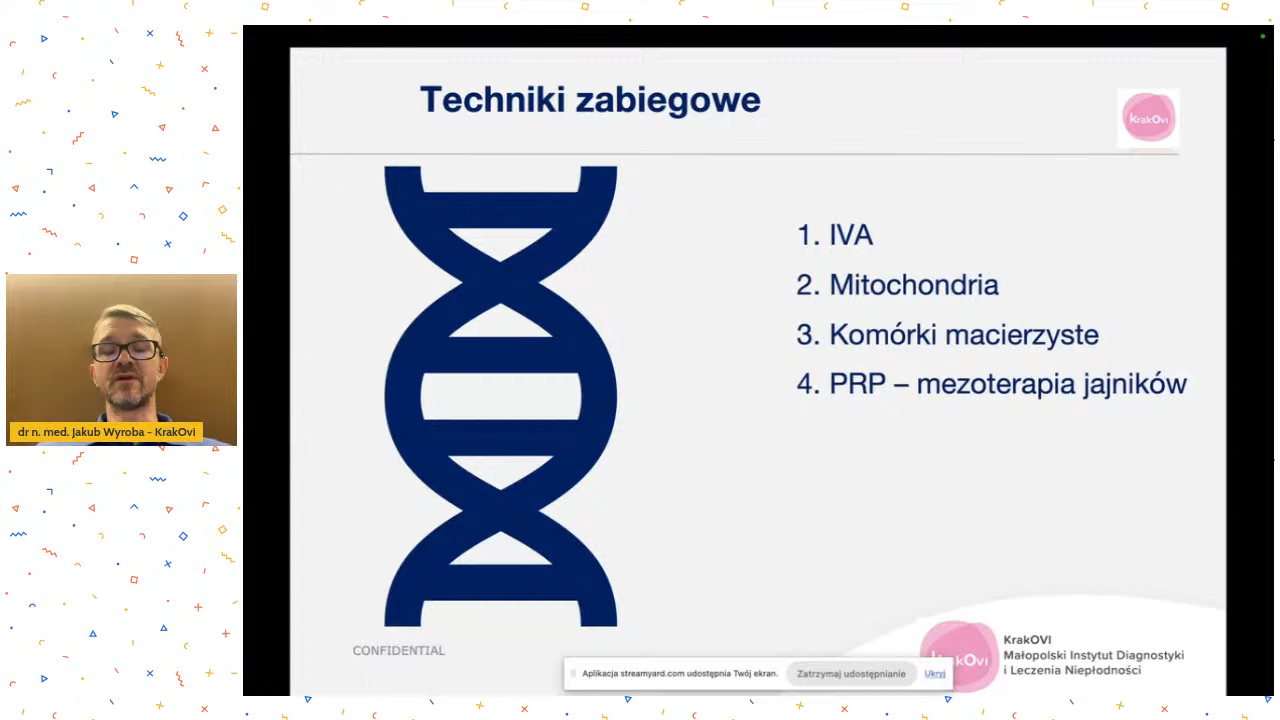 Techniki zabiegowe
KrakOvi
1. IVA
2. Mitochondria
3. Komórki macierzyste
4. PRP – mezoterapia jajników
dr n. med. Jakub Wyroba - KrakOvi
CONFIDENTIAL
KrakOVI
Małopolski Instytut Diagnostyki
i Leczenia Niepłodności
Aplikacja streamyard.com udostępnia Twój ekran.
Zatrzymaj udostępnianie
Ukryj